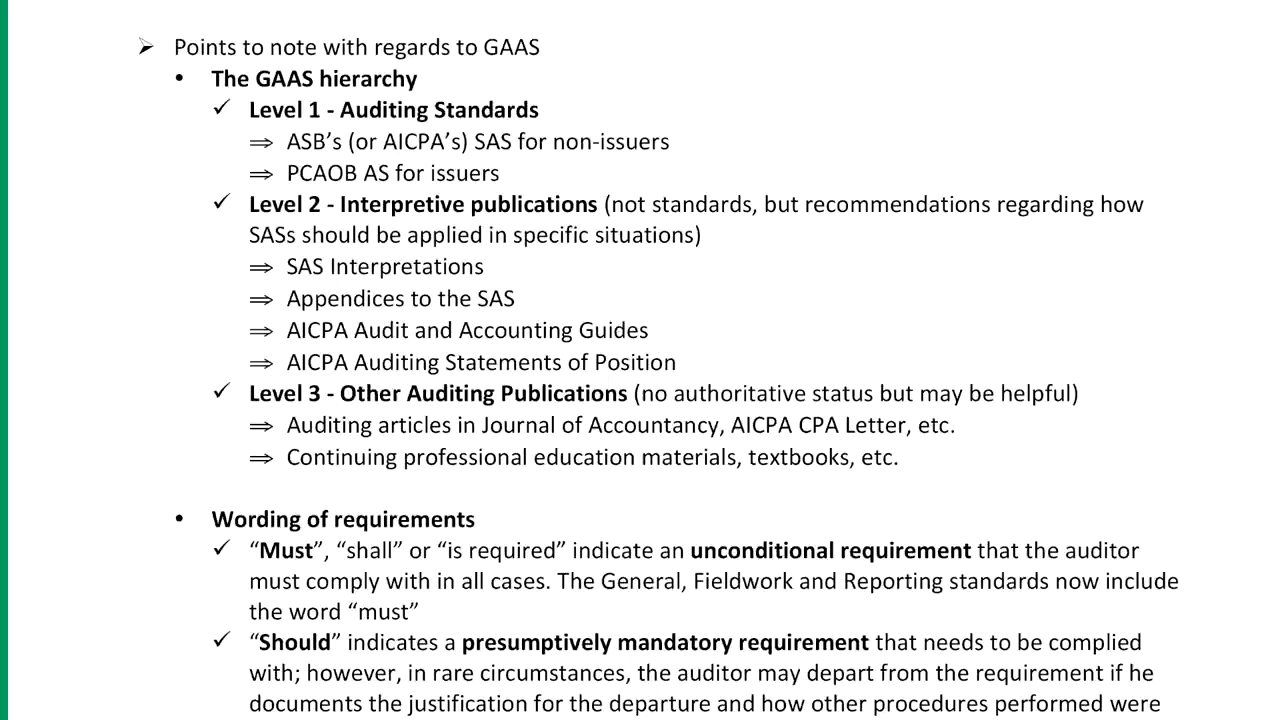 ➢ Points to note with regards to GAAS
• The GAAS hierarchy
✓ Level 1 - Auditing Standards
⇒ ASB’s (or AICPA’s) SAS for non-issuers
⇒ PCAOB AS for issuers
✓ Level 2 - Interpretive publications (not standards, but recommendations regarding how
SASs should be applied in specific situations)
⇒ SAS Interpretations
⇒ Appendices to the SAS
⇒ AICPA Audit and Accounting Guides
⇒ AICPA Auditing Statements of Position
✓ Level 3 - Other Auditing Publications (no authoritative status but may be helpful)
⇒ Auditing articles in Journal of Accountancy, AICPA CPA Letter, etc.
⇒ Continuing professional education materials, textbooks, etc.
• Wording of requirements
✓ “Must”, “shall” or “is required” indicate an unconditional requirement that the auditor
must comply with in all cases. The General, Fieldwork and Reporting standards now include
the word “must”
✓ “Should” indicates a presumptively mandatory requirement that needs to be complied
with; however, in rare circumstances, the auditor may depart from the requirement if he
documents the justification for the departure and how other procedures performed were